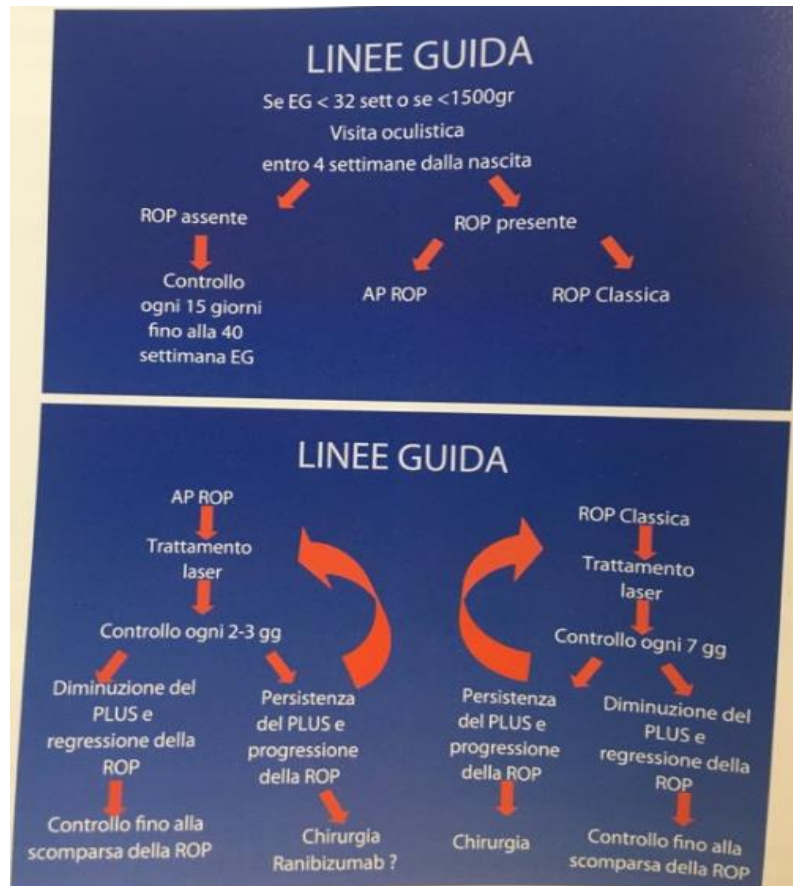 LINEE GUIDA
Se EG < 32 sett o se <1500gr
Visita oculistica
entro 4 settimane dalla nascita
ROP assente
ROP presente
Controllo
ogni 15 giorni
fino alla 40
settimana EG
AP ROP
ROP Classica
LINEE GUIDA
AP ROP
Trattamento
laser
Controllo ogni 2-3 gg
Diminuzione del
PLUS e
regressione della
ROP
Persistenza
del PLUS e
progressione
della ROP
Controllo fino alla
scomparsa della ROP
Chirurgia
Ranibizumab ?
ROP Classica
Trattamento
laser
Controllo ogni 7 gg
Persistenza
del PLUS e
progressione
della ROP
Diminuzione del
PLUS e
regressione della
ROP
Chirurgia
Controllo fino alla
scomparsa della ROP